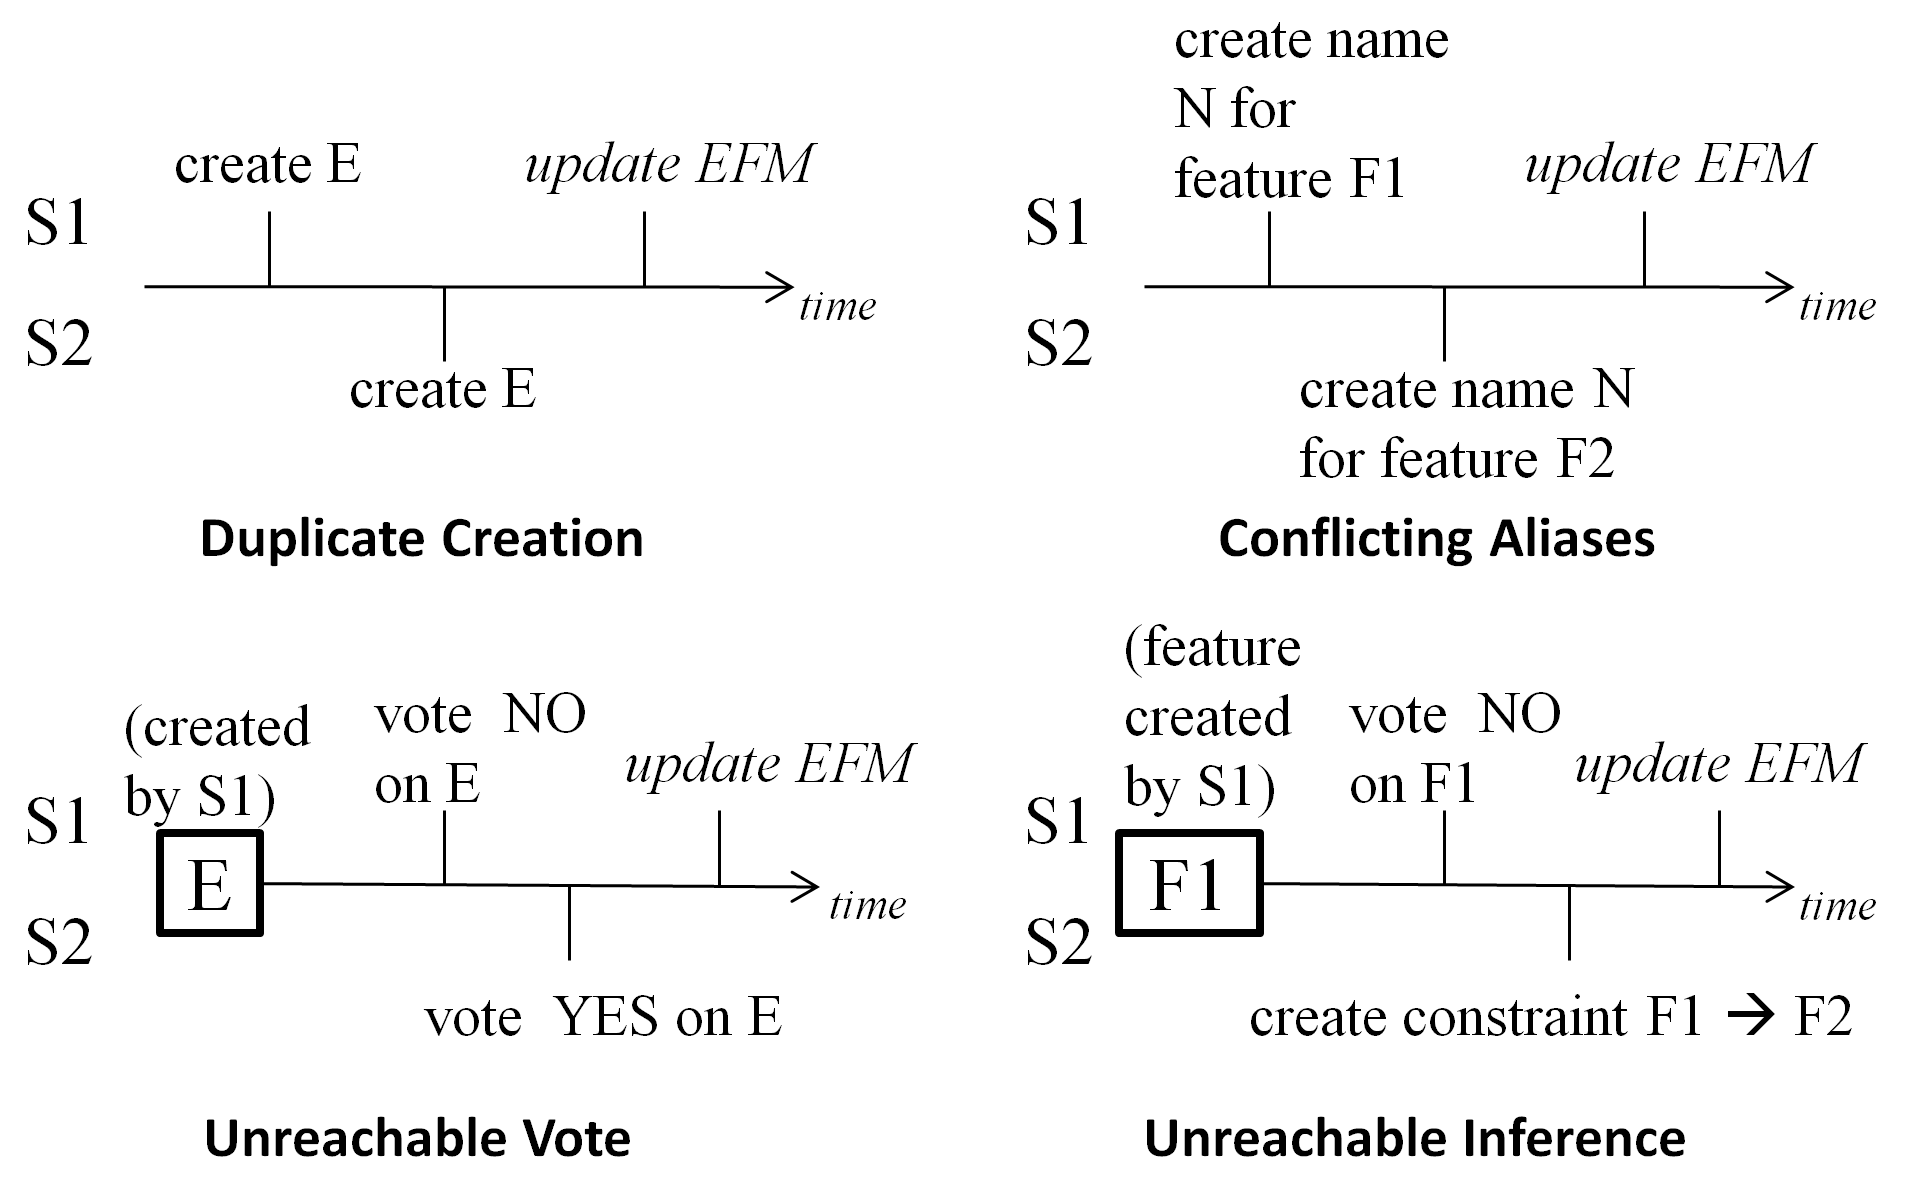 create E
update EFM
S1
time
S2
create E
Duplicate Creation
create name
N for
feature F1
update EFM
S1
time
S2
create name N
for feature F2
Conflicting Aliases
(created
by S1)
vote NO
on E
update EFM
S1
E
time
S2
vote YES on E
Unreachable Vote
(feature
created
by S1)
vote NO
on F1
update EFM
S1
F1
time
S2
create constraint F1 → F2
Unreachable Inference